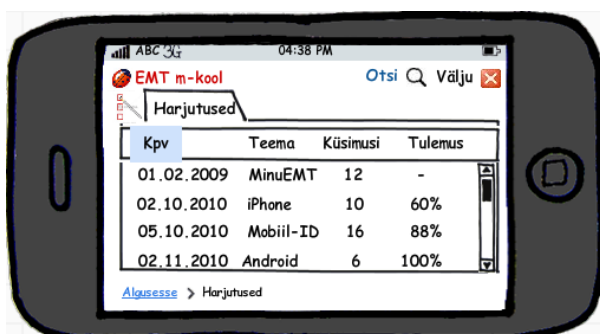 ABC 3G 04:38 PM
EMT m-kool Otsi Välju
Harjutused
Kpv Teema Küsimusi Tulemus
01.02.2009 MinuEMT 12 -
02.10.2010 iPhone 10 60%
05.10.2010 Mobiil-ID 16 88%
02.11.2010 Android 6 100%
Algusesse > Harjutused